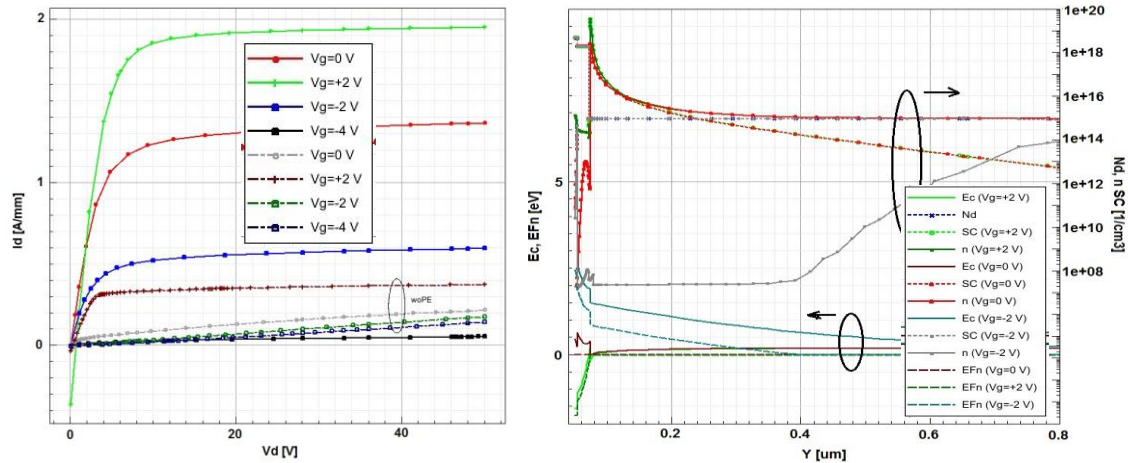 2
1
0
Id [A/mm]
0
20
40
Vd [V]
Vg=0 V
Vg=+2 V
Vg=-2 V
Vg=-4 V
Vg=0 V
Vg=+2 V
Vg=-2 V
Vg=-4 V
woPE
5
0
Ec, EFn [eV]
0.2
0.4
0.6
0.8
Y [um]
1e+20
1e+18
1e+16
1e+14
1e+12
1e+10
1e+08
Nd, n SC [1/cm3]
Ec (Vg=+2 V)
Nd
SC (Vg=+2 V)
n (Vg=+2 V)
Ec (Vg=0 V)
SC (Vg=0 V)
n (Vg=0 V)
Ec (Vg=-2 V)
SC (Vg=-2 V)
n (Vg=-2 V)
EFn (Vg=0 V)
EFn (Vg=+2 V)
EFn (Vg=-2 V)